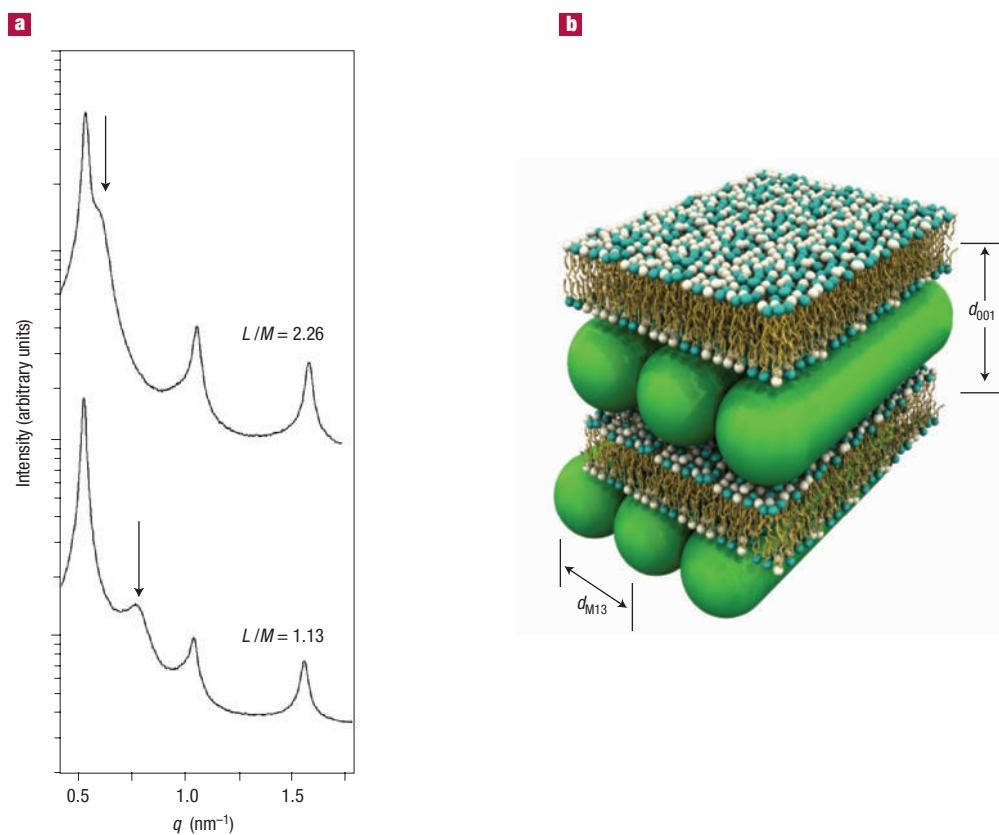 a
b
Intensity (arbitrary units)
L/M = 2.26
L/M = 1.13
0.5 1.0 1.5
q (nm–1)
d001
dM13